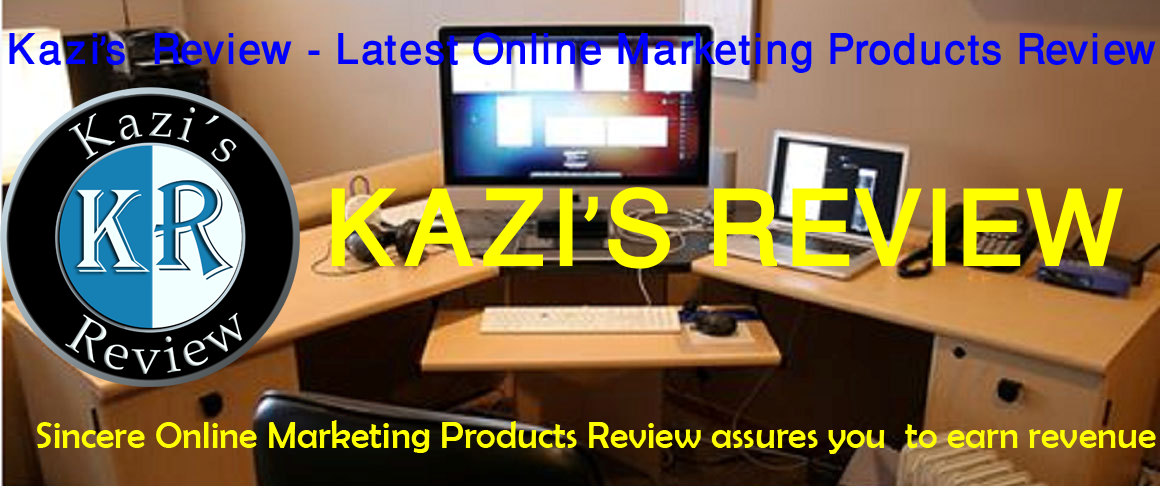 Kazi's Review - Latest Online Marketing Products Review
Kazi's
KR
Review
KAZI'S REVIEW
Sincere Online Marketing Products Review assures you to earn revenue